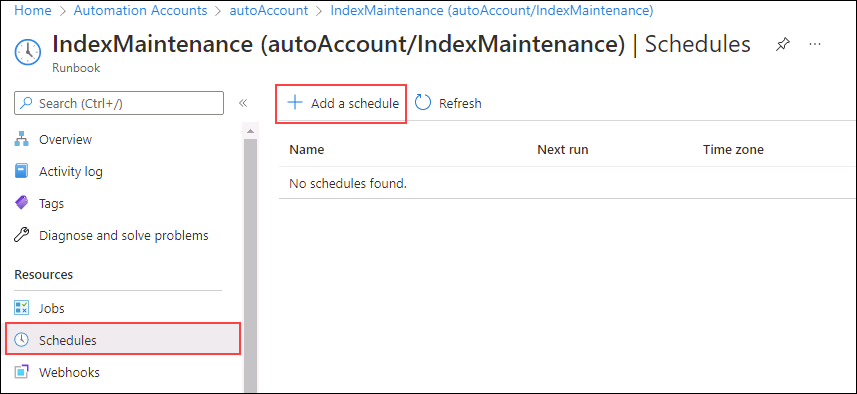 Home > Automation Accounts > autoAccount > IndexMaintenance (autoAccount/IndexMaintenance)
IndexMaintenance (autoAccount/IndexMaintenance) | Schedules
Runbook
Search (Ctrl+/)
Add a schedule
Refresh
Overview
Activity log
Tags
Diagnose and solve problems
Resources
Jobs
Schedules
Webhooks
Name Next run Time zone
No schedules found.